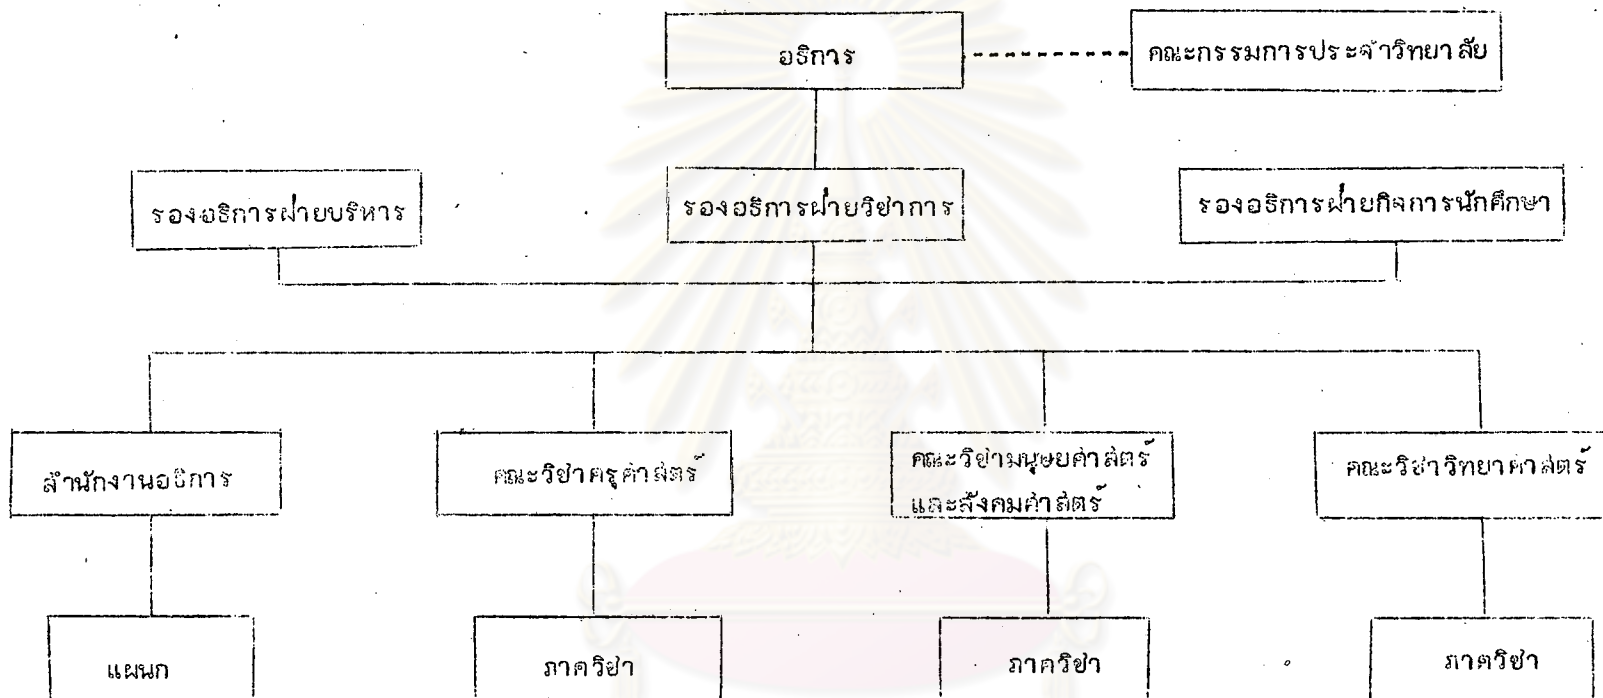 อธิการ
คณะกรรมการประจำวิทยาลัย
รองอธิการฝ่ายบริหาร
รองอธิการฝ่ายวิชาการ
รองอธิการฝ่ายกิจการนักศึกษา
สำนักงานอธิการ
คณะวิชาครุศาสตร์
คณะวิชามนุษยศาสตร์
และสังคมศาสตร์
คณะวิชาวิทยาศาสตร์
แผนก
ภาควิชา
ภาควิชา
ภาควิชา